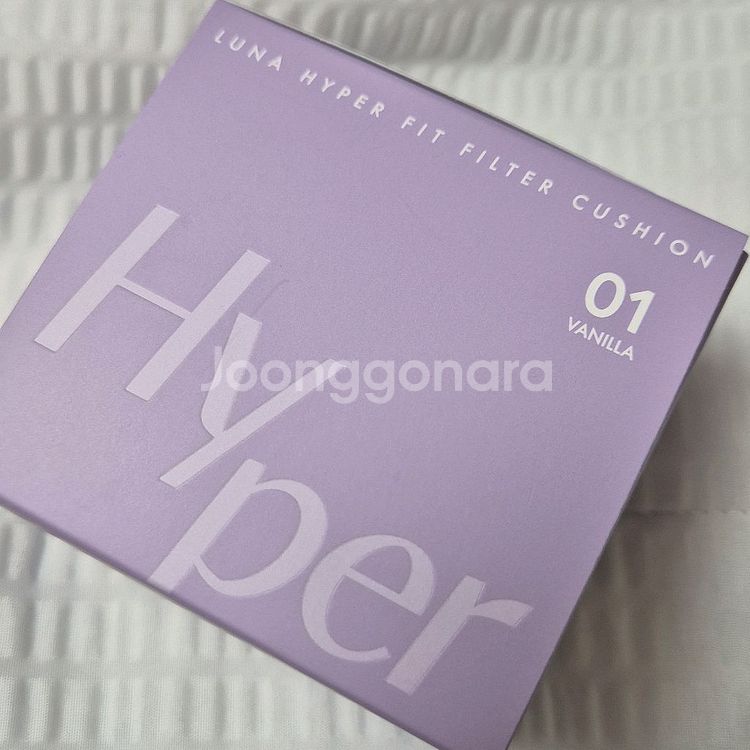 LUNA HYPER FIT FILTER CUSHION
01
VANILLA
Hyper
Joonggonara